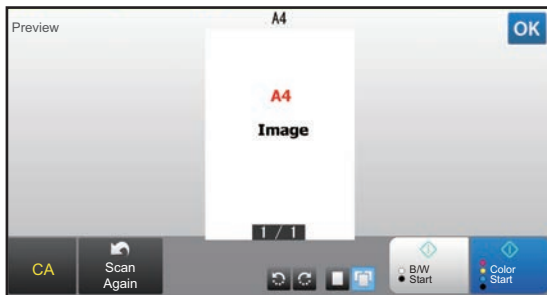 A4
Preview
OK
A4
Image
1 / 1
CA
Scan
Again
B/W
Start
Color
Start